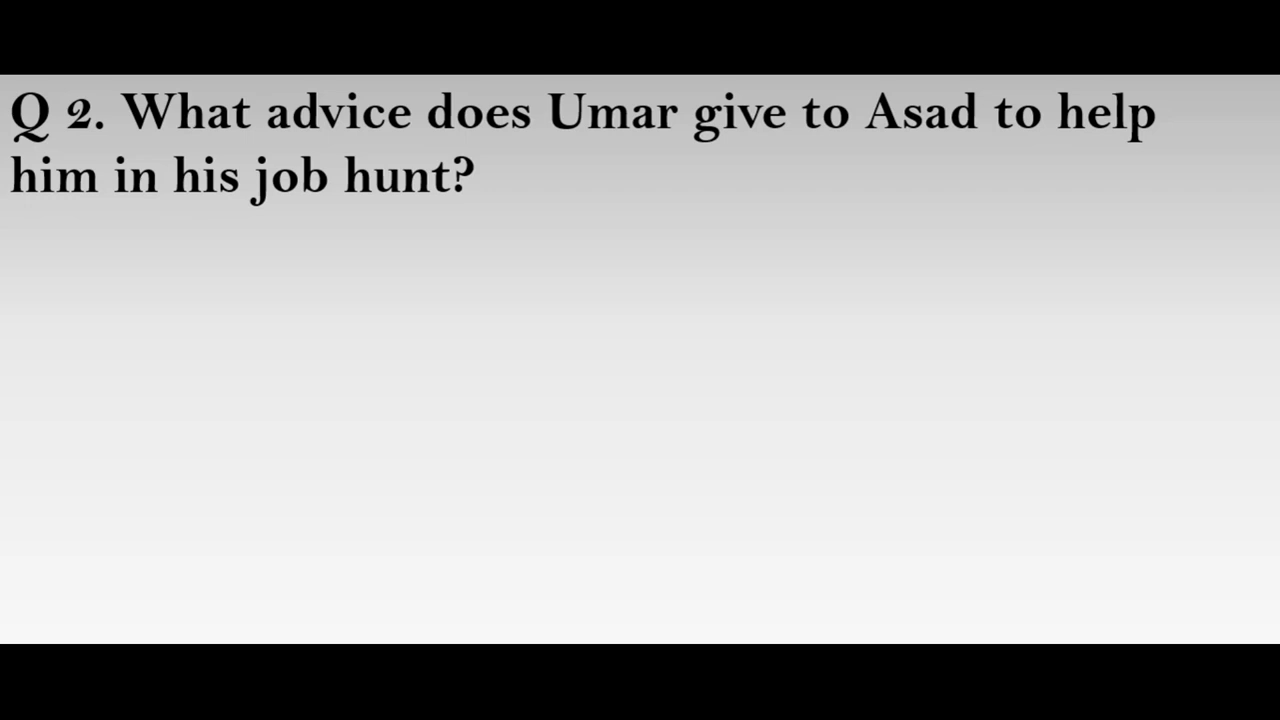 Q 2. What advice does Umar give to Asad to help
him in his job hunt?